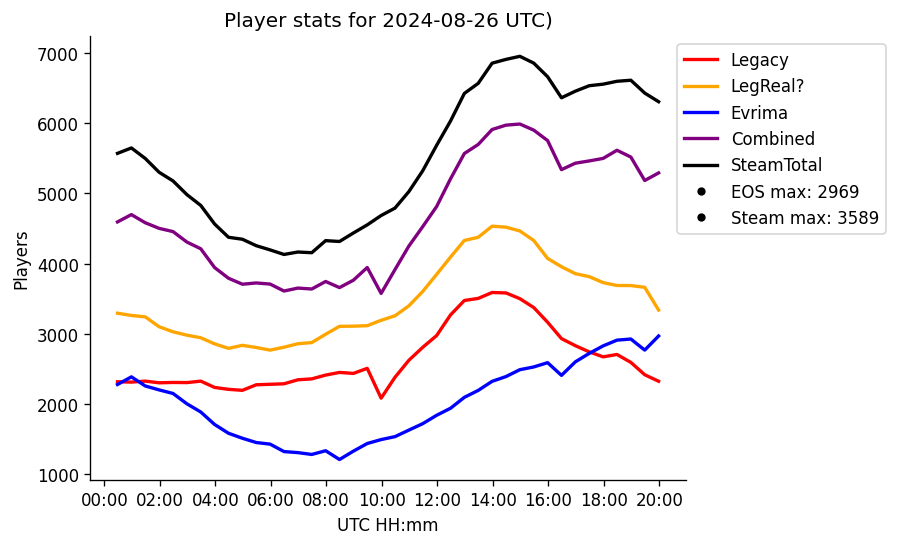 Player stats for 2024-08-26 UTC)
7000
6000
5000
4000
3000
2000
1000
Players
00:00 02:00 04:00 06:00 08:00 10:00 12:00 14:00 16:00 18:00 20:00
UTC HH:mm
Legacy
LegReal?
Evrima
Combined
SteamTotal
EOS max: 2969
Steam max: 3589